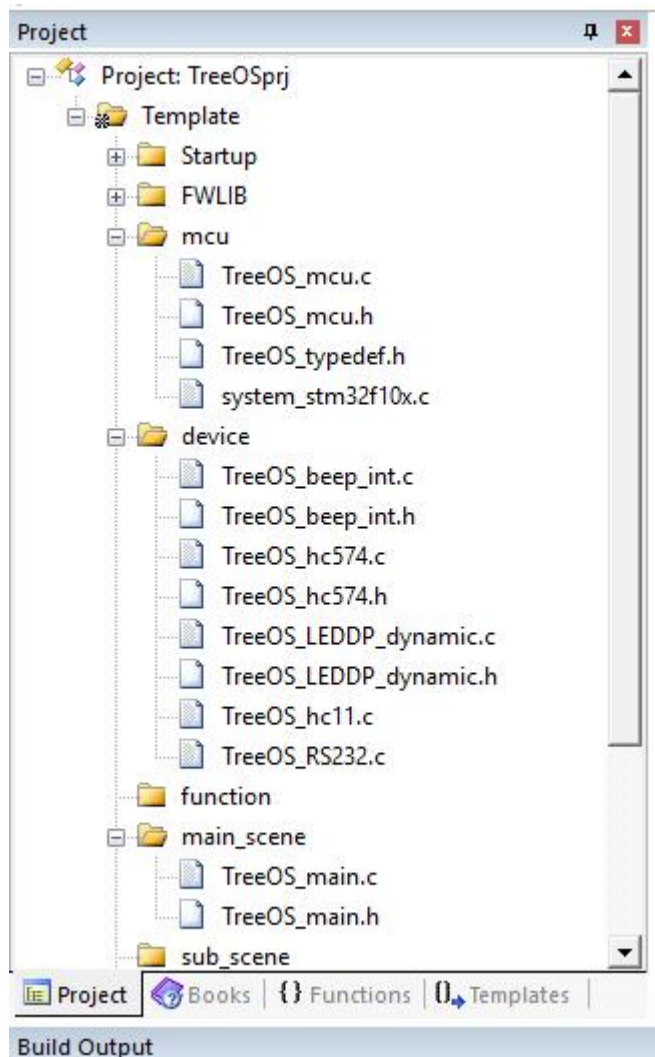 Project
Project: TreeOSprj
Template
Startup
FWLIB
mcu
TreeOS_mcu.c
TreeOS_mcu.h
TreeOS_typedef.h
system_stm32f10x.c
device
TreeOS_beep_int.c
TreeOS_beep_int.h
TreeOS_hc574.c
TreeOS_hc574.h
TreeOS_LEDDP_dynamic.c
TreeOS_LEDDP_dynamic.h
TreeOS_hc11.c
TreeOS_RS232.c
function
main_scene
TreeOS_main.c
TreeOS_main.h
sub_scene
Project Books {} Functions 0 Templates
Build Output